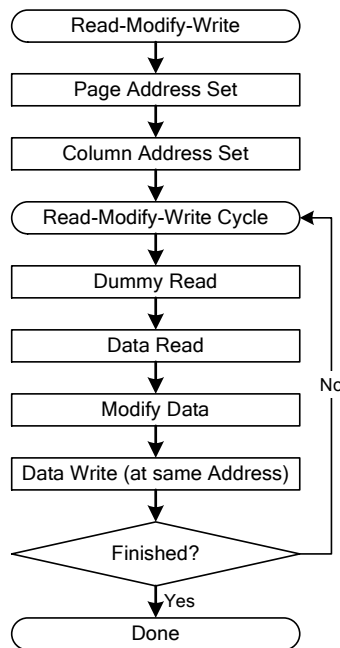 Read-Modify-Write
Page Address Set
Column Address Set
Read-Modify-Write Cycle
Dummy Read
Data Read
No
Modify Data
Data Write (at same Address)
Finished?
Yes
Done